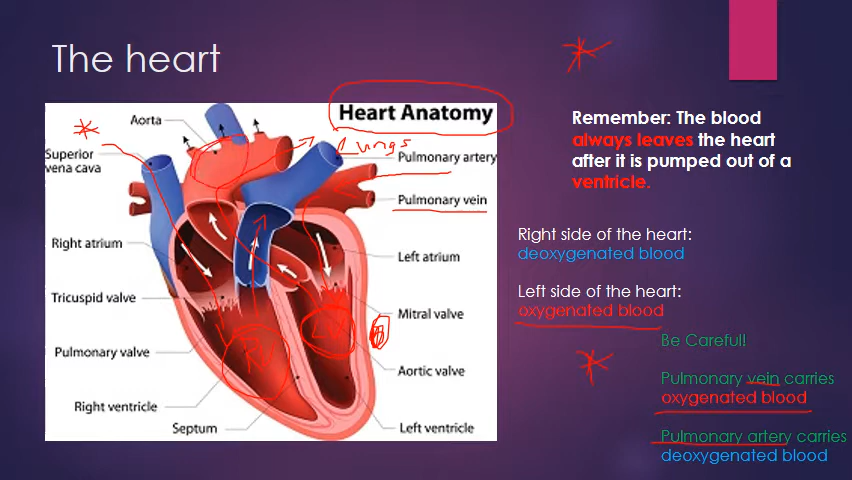 The heart
Heart Anatomy
Aorta
Lungs
Superior
vena cava
Pulmonary artery
Pulmonary vein
Right atrium
Left atrium
Tricuspid valve
Mitral valve
Pulmonary valve
Aortic valve
Right ventricle
Septum
Left ventricle
RV
LV
Remember: The blood
always leaves the heart
after it is pumped out of a
ventricle.
Right side of the heart:
deoxygenated blood
Left side of the heart:
oxygenated blood
Be Careful!
Pulmonary vein carries
oxygenated blood
Pulmonary artery carries
deoxygenated blood